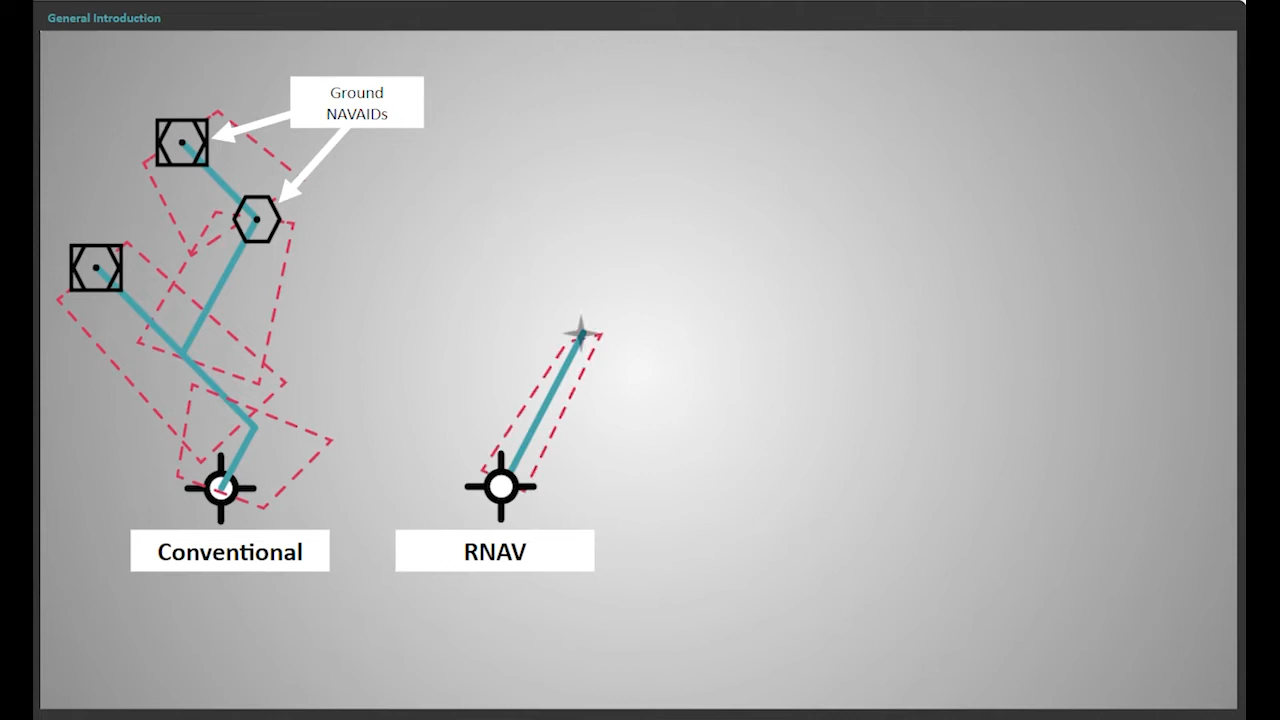 General Introduction
Ground
NAVAIDs
Conventional
RNAV